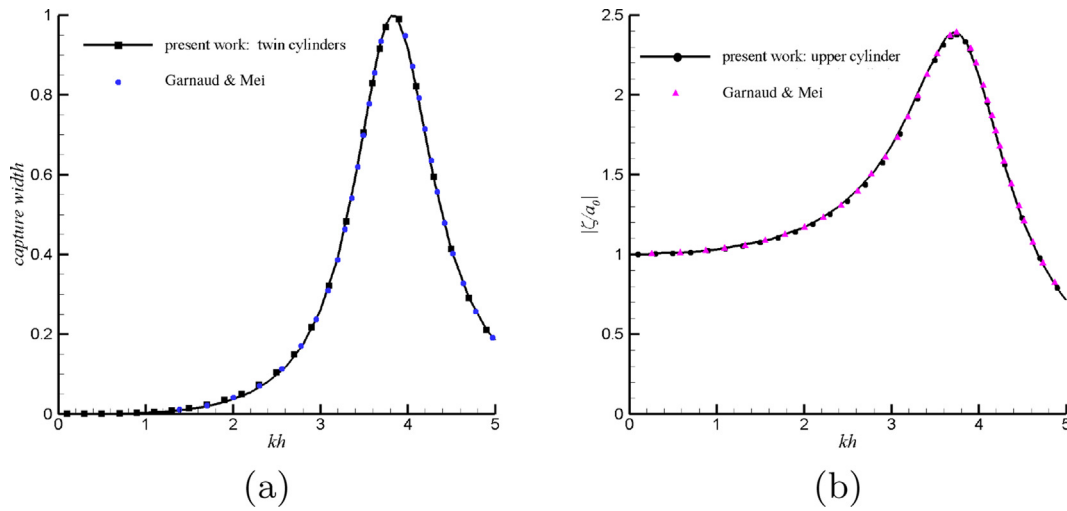 1
0.8
0.6
0.4
0.2
0
capture width
present work: twin cylinders
Garnaud & Mei
0 1 2 3 4 5
kh
(a)
2.5
2
1.5
1
0.5
0
|ζ/a₀|
present work: upper cylinder
Garnaud & Mei
0 1 2 3 4 5
kh
(b)